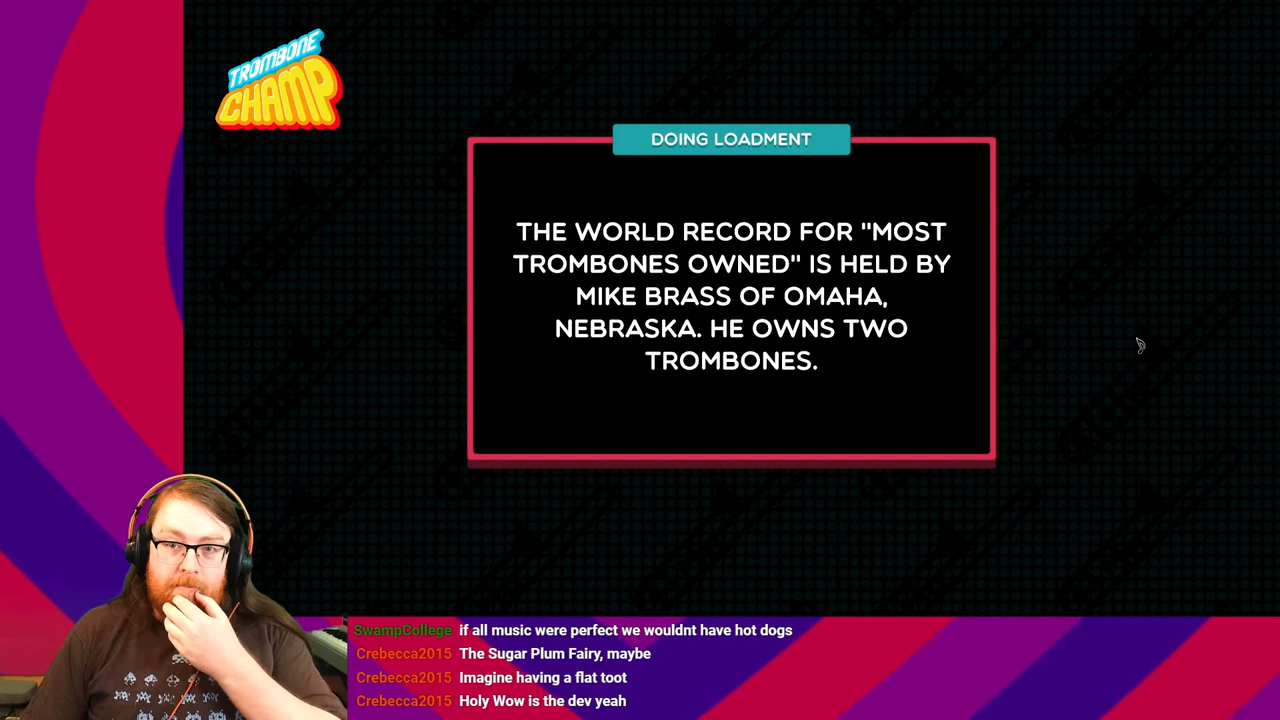 TROMBONE
CHAMP
DOING LOADMENT
THE WORLD RECORD FOR "MOST
TROMBONES OWNED" IS HELD BY
MIKE BRASS OF OMAHA,
NEBRASKA. HE OWNS TWO
TROMBONES.
SwampCollege if all music were perfect we wouldnt have hot dogs
Crebecca2015 The Sugar Plum Fairy, maybe
Crebecca2015 Imagine having a flat toot
Crebecca2015 Holy Wow is the dev yeah